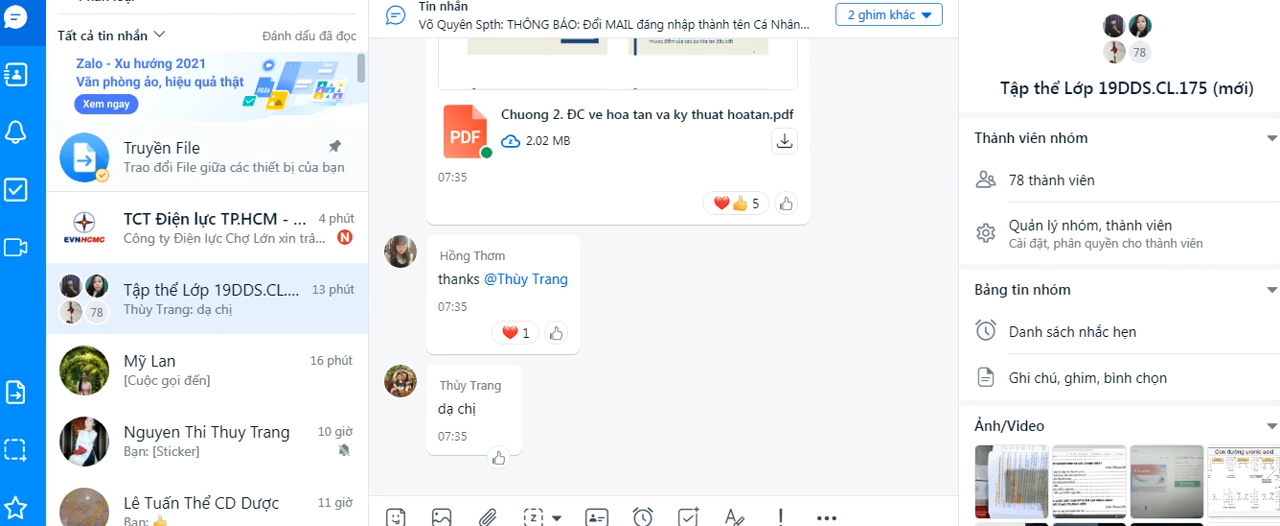 Tất cả tin nhắn
Đánh dấu đã đọc
Zalo - Xu hướng 2021
Văn phòng ảo, hiệu quả thật
Xem ngay
Truyền File
Trao đổi File giữa các thiết bị của bạn
TCT Điện lực TP.HCM - ...
4 phút
EVNHCMC
Công ty Điện lực Chợ Lớn xin trâ...
N
Tập thể Lớp 19DDS.CL....
13 phút
78
Thùy Trang: dạ chị
Mỹ Lan
16 phút
[Cuộc gọi đến]
Nguyen Thi Thuy Trang
10 giờ
Bạn: [Sticker]
Lê Tuấn Thể CD Dược
11 giờ
Bạn:
Tin nhắn
Võ Quyên Spth: THÔNG BÁO: Đổi MAIL đăng nhập thành tên Cá Nhân...
2 ghim khác
PDF
Chuong 2. ĐC ve hoa tan va ky thuat hoatan.pdf
2.02 MB
07:35
5
Hồng Thơm
thanks @Thùy Trang
07:35
1
Thùy Trang
dạ chị
07:35
78
Tập thể Lớp 19DDS.CL.175 (mới)
Thành viên nhóm
78 thành viên
Quản lý nhóm, thành viên
Cài đặt, phân quyền cho thành viên
Bảng tin nhóm
Danh sách nhắc hẹn
Ghi chú, ghim, bình chọn
Ảnh/Video
Con đường uronic acid